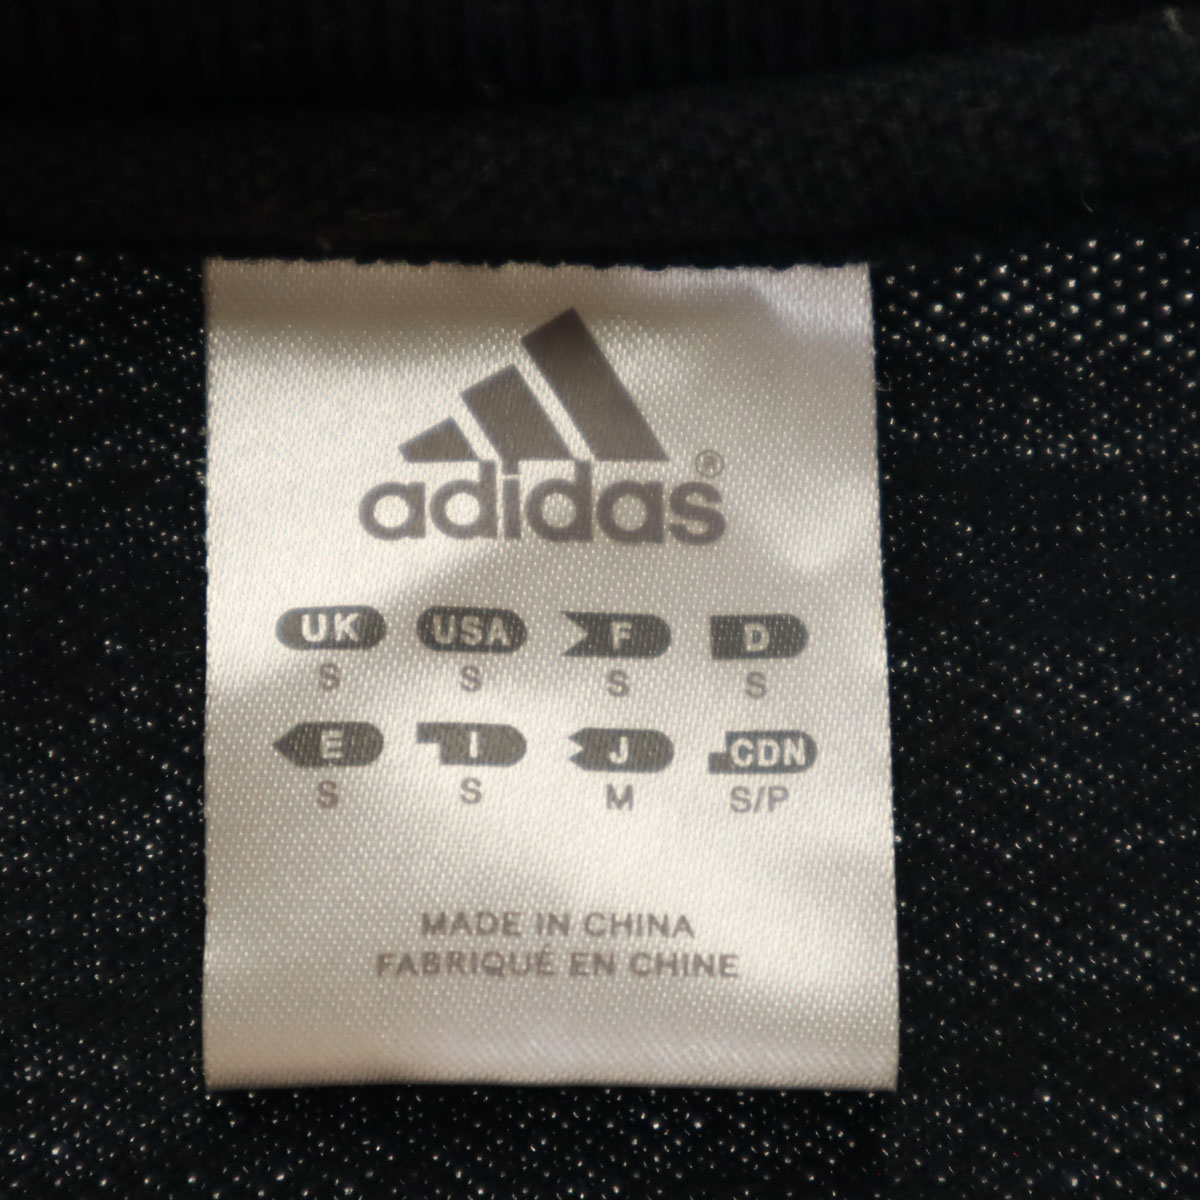 adidas®
UK USA F D
S S S S
E I J CDN
S S M S/P
MADE IN CHINA
FABRIQUÉ EN CHINE